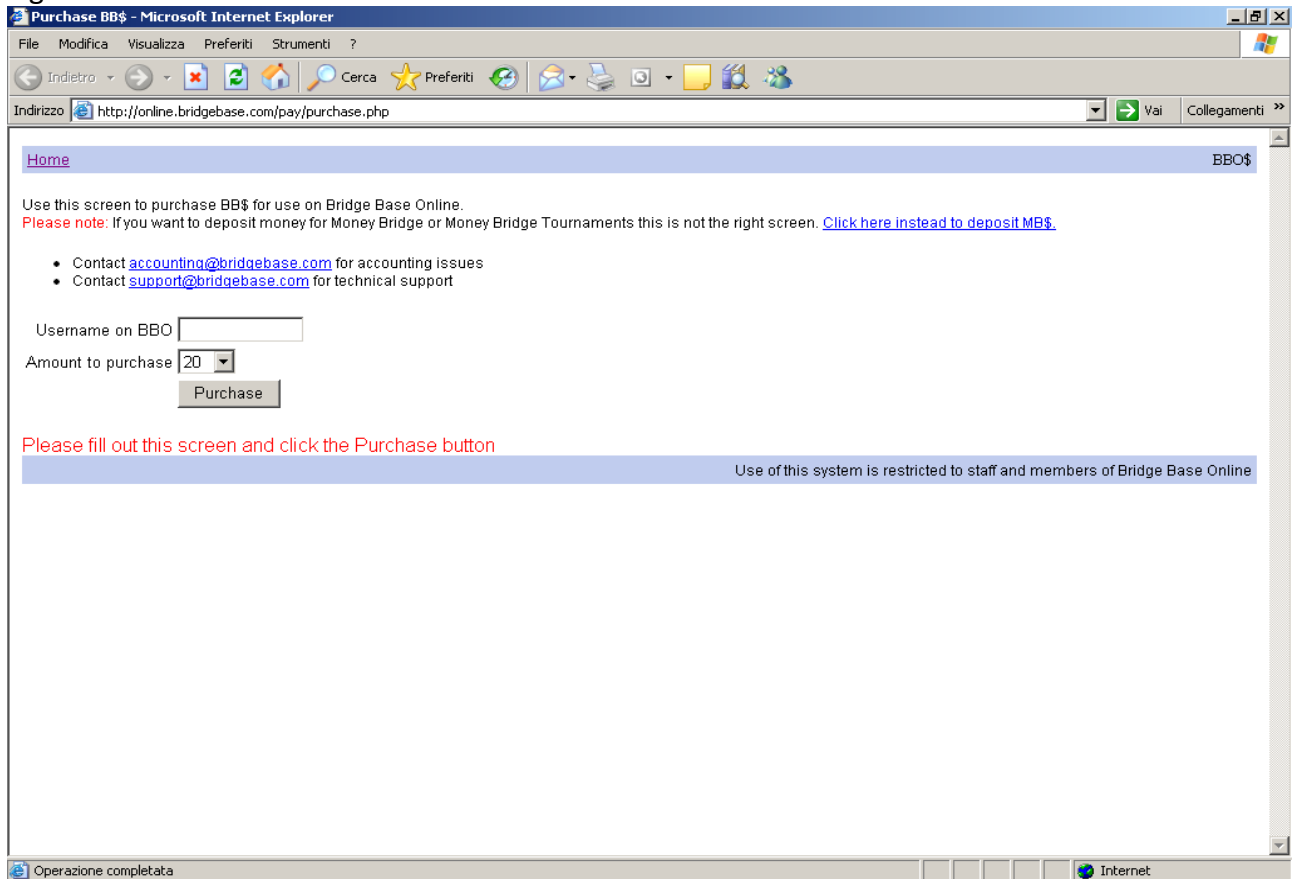 Purchase BB$ - Microsoft Internet Explorer
File Modifica Visualizza Preferiti Strumenti ?
Indietro Cerca Preferiti
Indirizzo http://online.bridgebase.com/pay/purchase.php Vai Collegamenti »
Home BBO$
Use this screen to purchase BB$ for use on Bridge Base Online.
Please note: If you want to deposit money for Money Bridge or Money Bridge Tournaments this is not the right screen. Click here instead to deposit MB$.
• Contact accounting@bridgebase.com for accounting issues
• Contact support@bridgebase.com for technical support
Username on BBO
Amount to purchase 20
Purchase
Please fill out this screen and click the Purchase button
Use of this system is restricted to staff and members of Bridge Base Online
Operazione completata Internet